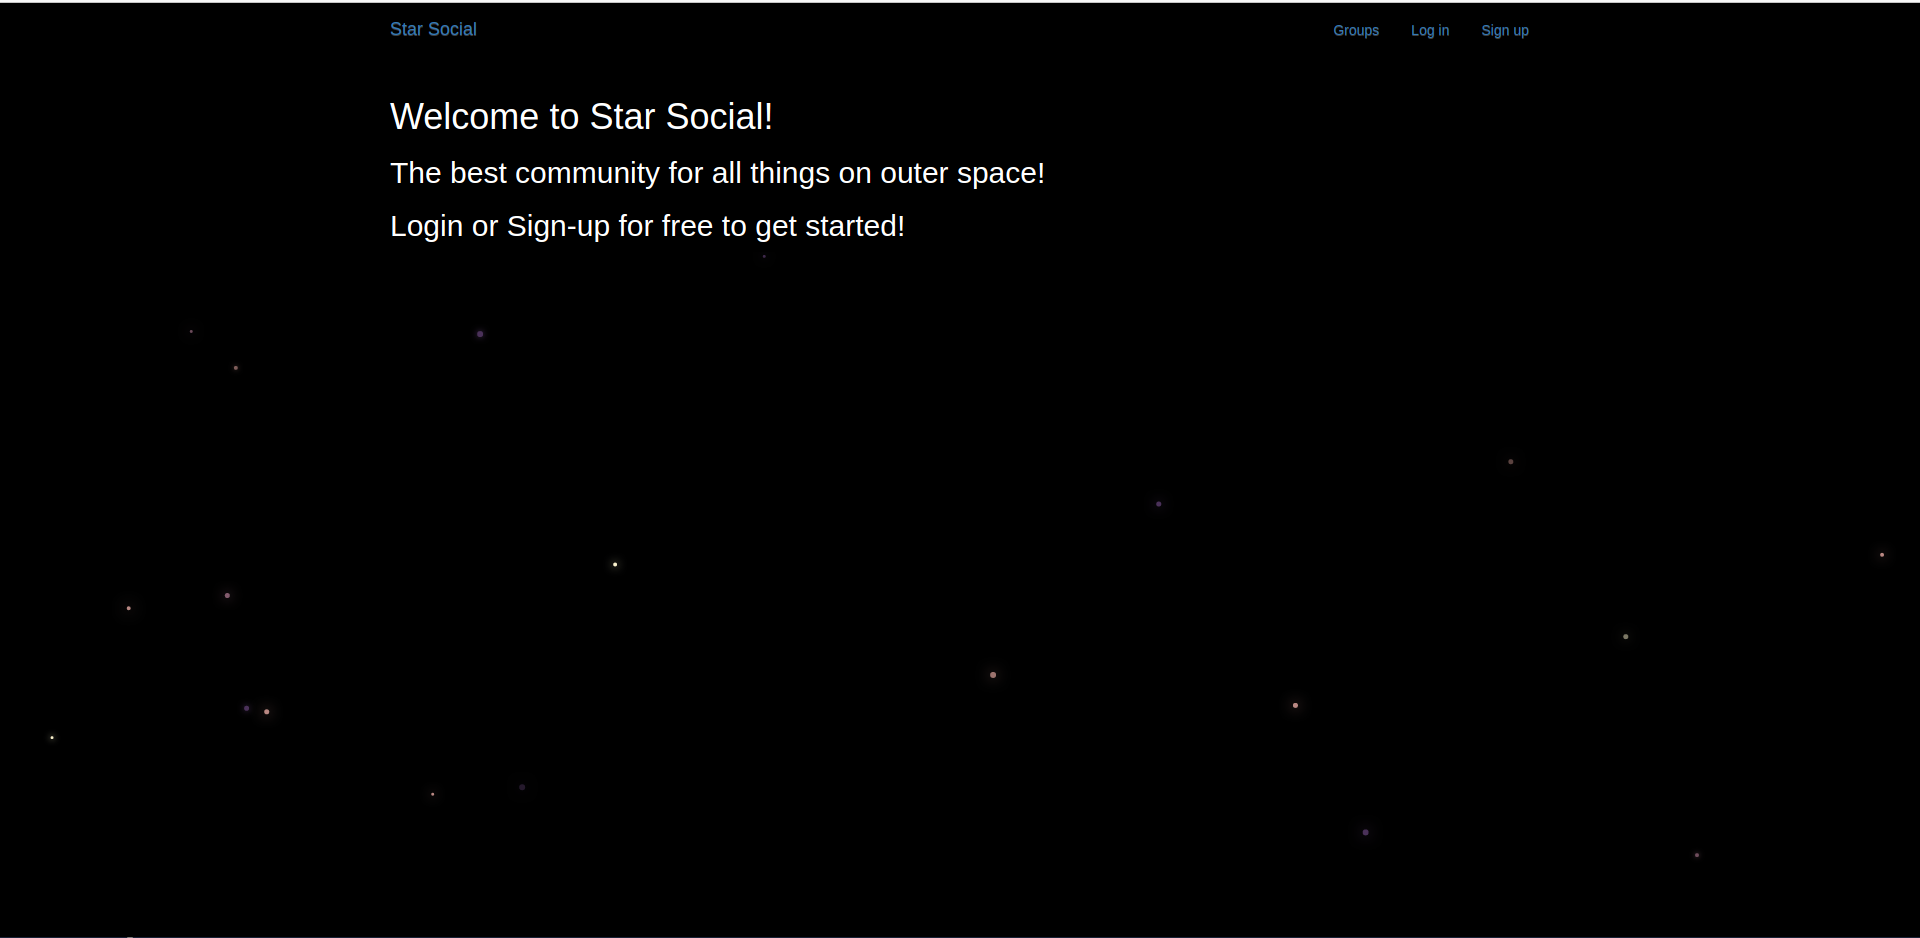 Star Social
Groups Log in Sign up
Welcome to Star Social!
The best community for all things on outer space!
Login or Sign-up for free to get started!